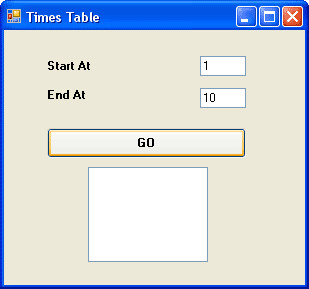 Times Table
Start At 1
End At 10
GO